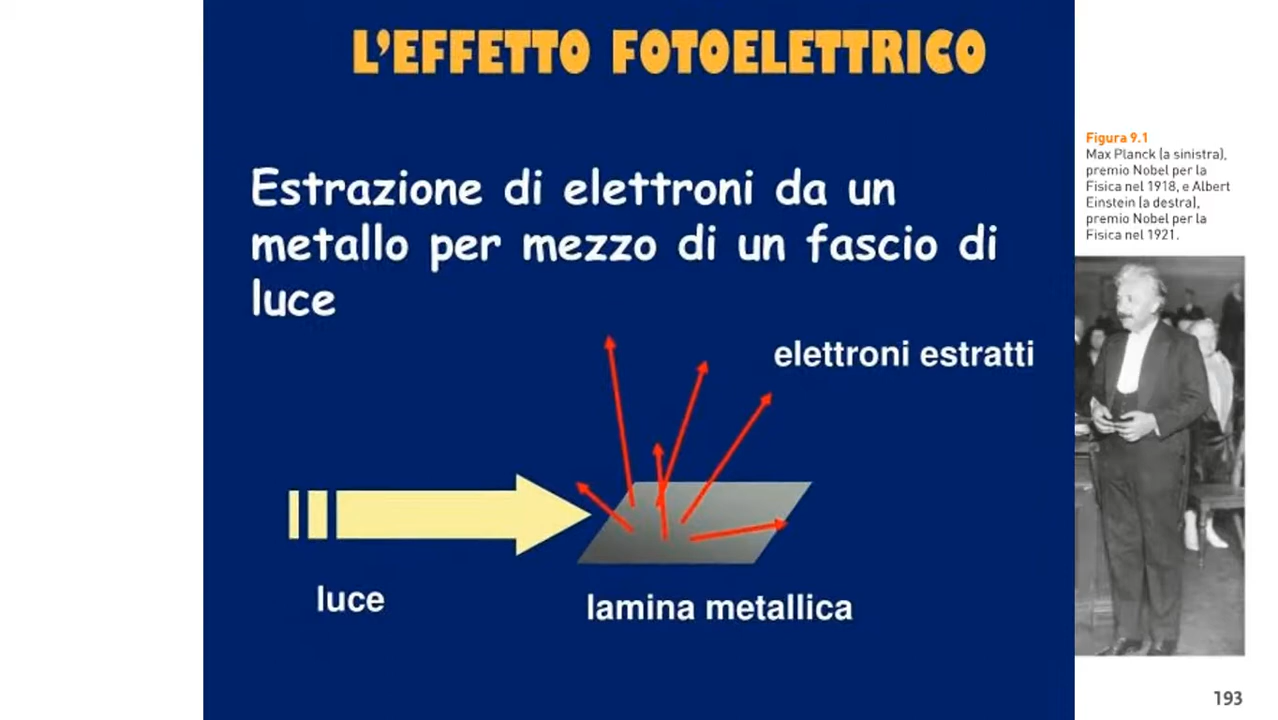 L'EFFETTO FOTOELETTRICO
Estrazione di elettroni da un
metallo per mezzo di un fascio di
luce
elettroni estratti
luce
lamina metallica
Figura 9.1
Max Planck (a sinistra),
premio Nobel per la
Fisica nel 1918, e Albert
Einstein (a destra),
premio Nobel per la
Fisica nel 1921.
193